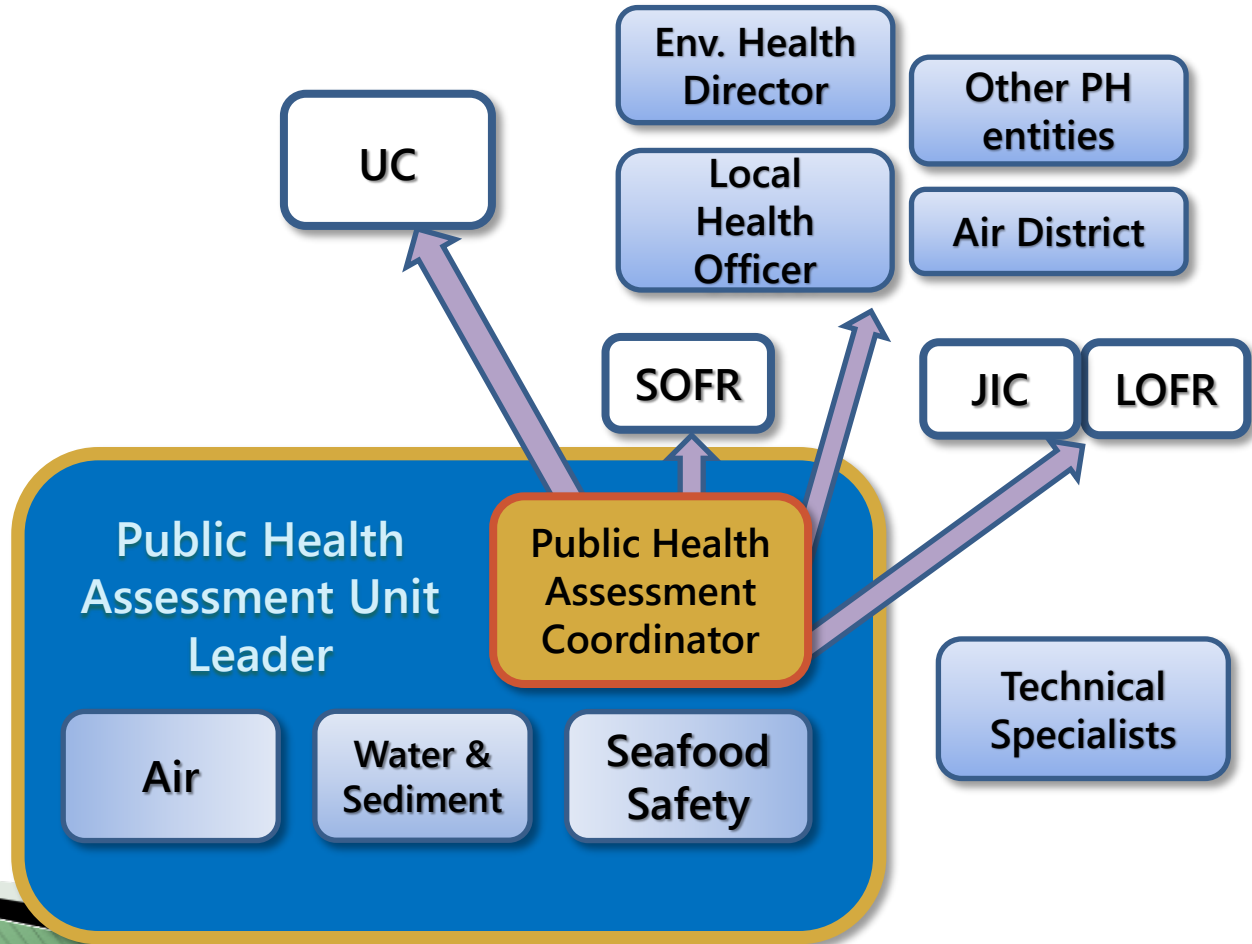 Env. Health
Director
Other PH
entities
UC
Local
Health
Officer
Air District
SOFR
JIC
LOFR
Public Health
Assessment Unit
Leader
Public Health
Assessment
Coordinator
Technical
Specialists
Air
Water &
Sediment
Seafood
Safety